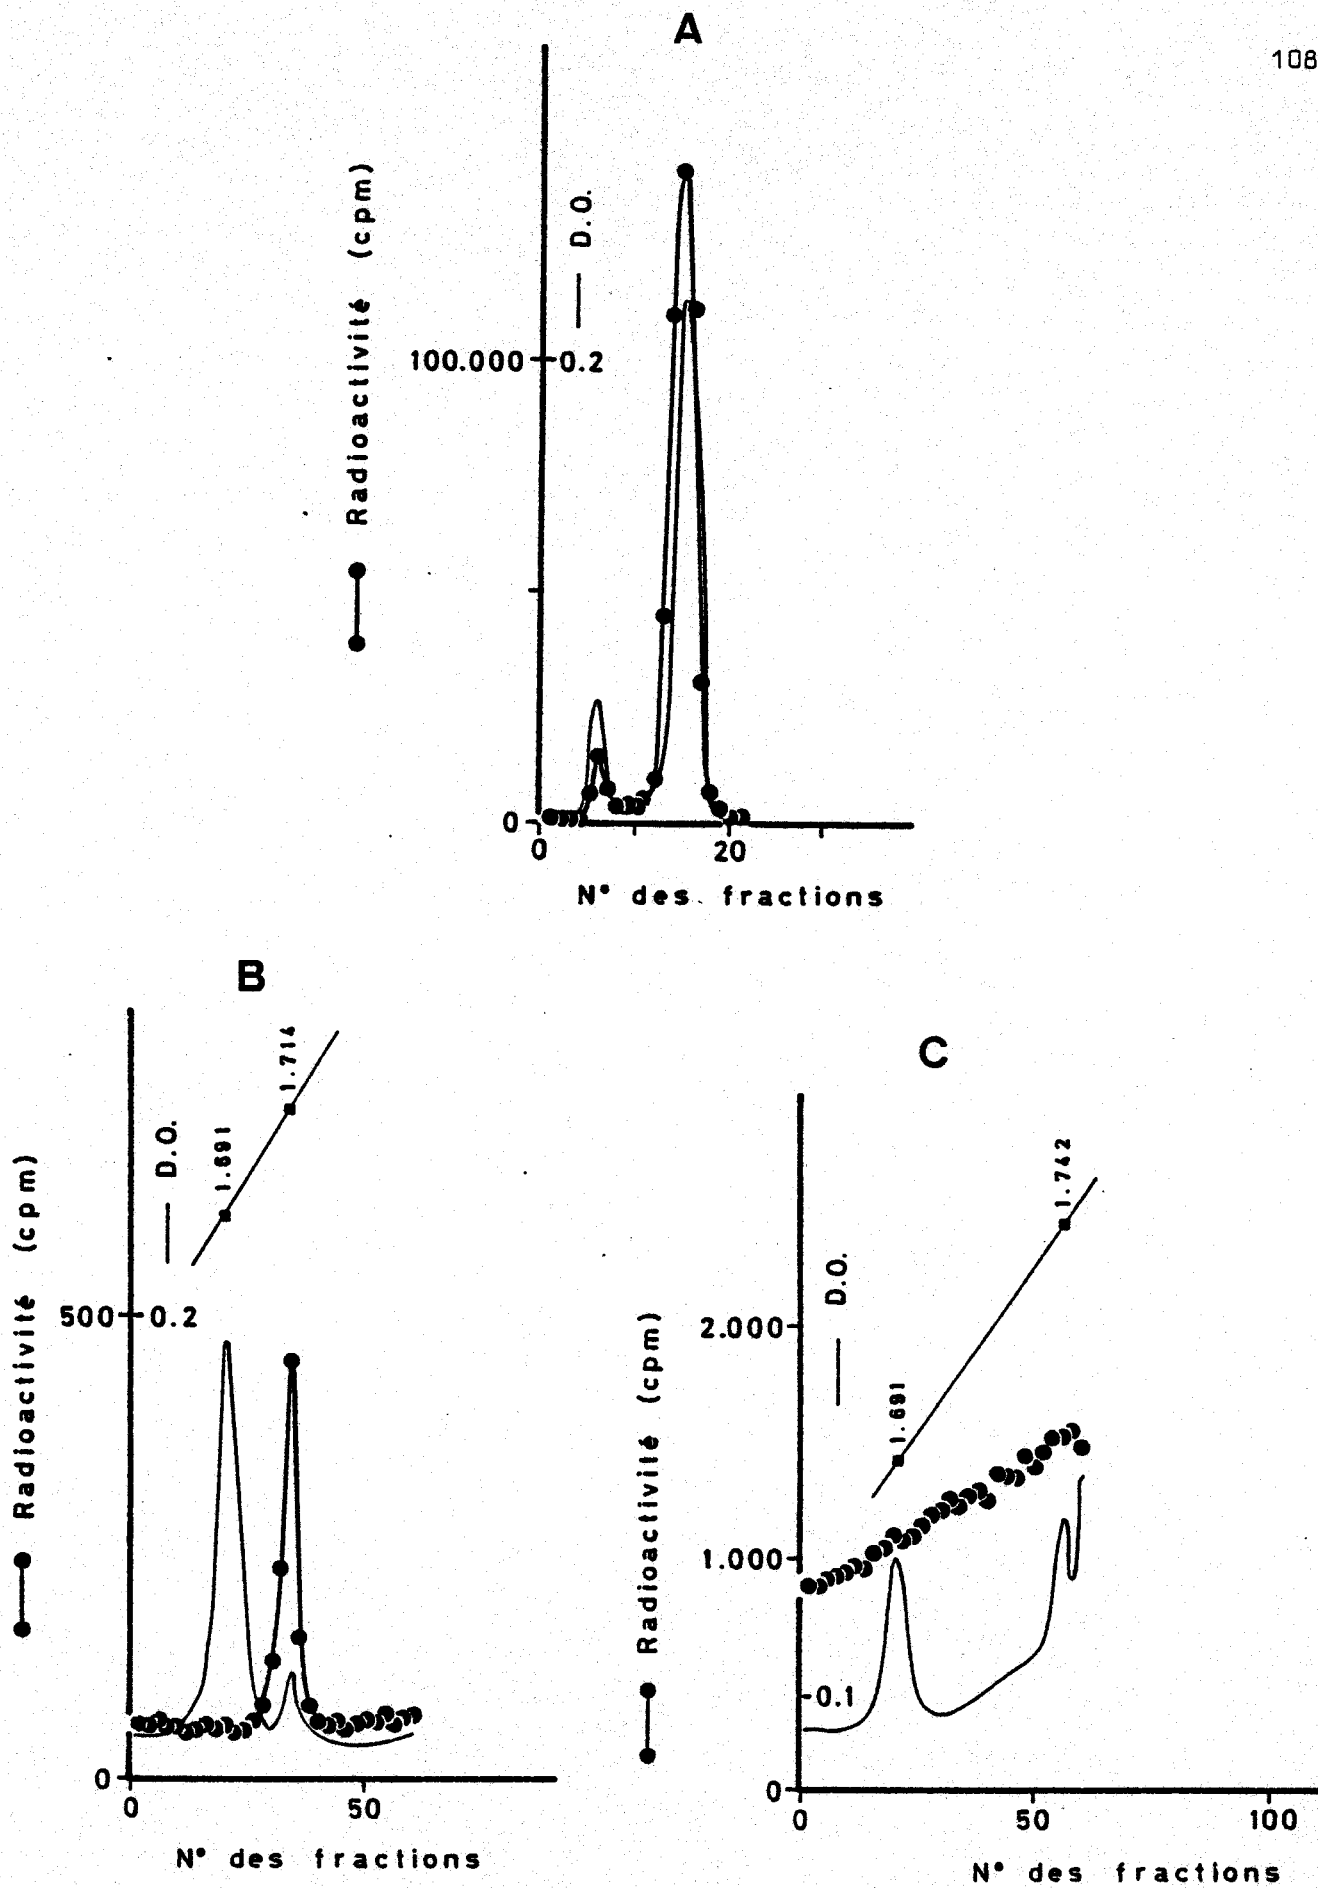 108
A
Radioactivité (cpm)
D.O.
100.000
0.2
0
0
20
N° des fractions
B
Radioactivité (cpm)
D.O.
1.691
1.714
500
0.2
0
0
50
N° des fractions
C
Radioactivité (cpm)
D.O.
1.691
1.742
2.000
1.000
0.1
0
0
50
100
N° des fractions